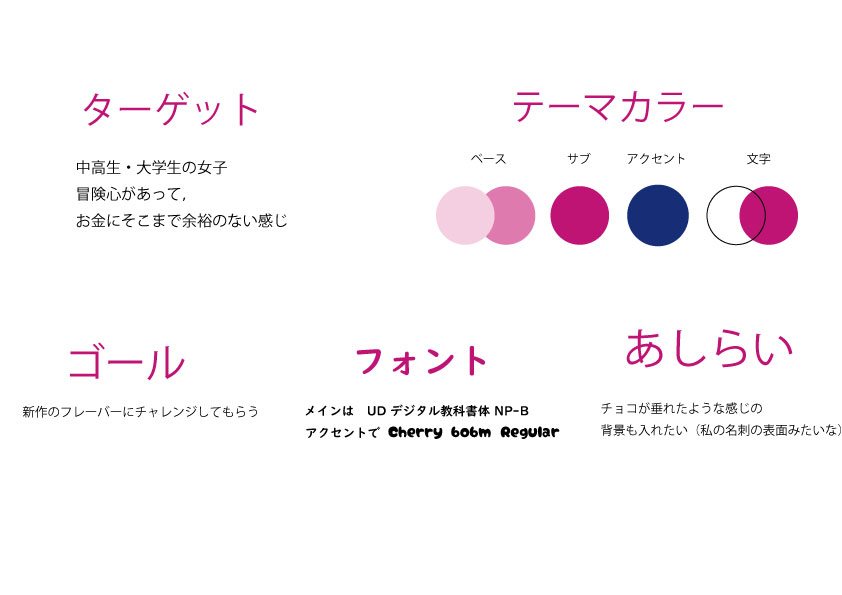 ターゲット
中高生・大学生の女子
冒険心があって，
お金にそこまで余裕のない感じ
テーマカラー
ベース　サブ　アクセント　文字
ゴール
新作のフレーバーにチャレンジしてもらう
フォント
メインは　UD デジタル教科書体 NP-B
アクセントで Cherry bobm Regular
あしらい
チョコが垂れたような感じの
背景も入れたい（私の名刺の表面みたいな）